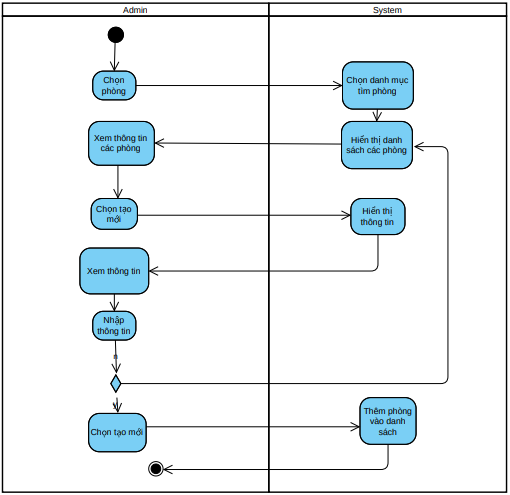 Admin
System
Chọn
phòng
Chọn danh mục
tìm phòng
Xem thông tin
các phòng
Hiển thị danh
sách các phòng
Chọn tạo
mới
Hiển thị
thông tin
Xem thông tin
Nhập
thông tin
n
Chọn tạo mới
Thêm phòng
vào danh
sách